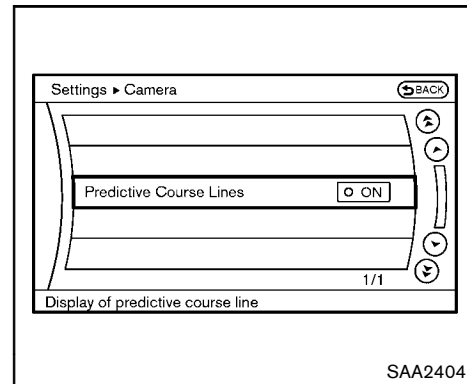 Settings ▸ Camera
BACK
Predictive Course Lines
ON
1/1
Display of predictive course line
SAA2404